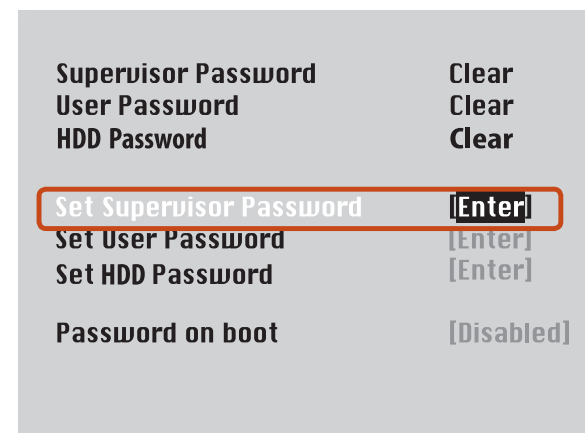 Supervisor Password Clear
User Password Clear
HDD Password Clear
Set Supervisor Password [Enter]
Set User Password [Enter]
Set HDD Password [Enter]
Password on boot [Disabled]